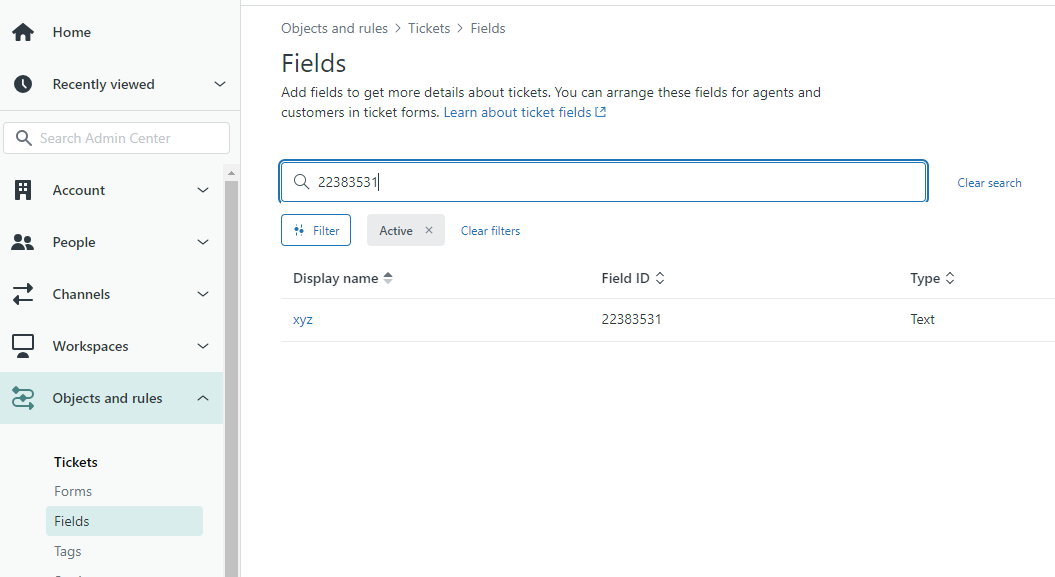 Home
Recently viewed
Search Admin Center
Account
People
Channels
Workspaces
Objects and rules
Tickets
Forms
Fields
Tags
Objects and rules > Tickets > Fields
Fields
Add fields to get more details about tickets. You can arrange these fields for agents and
customers in ticket forms. Learn about ticket fields
22383531 Clear search
Filter Active × Clear filters
Display name Field ID Type
xyz 22383531 Text